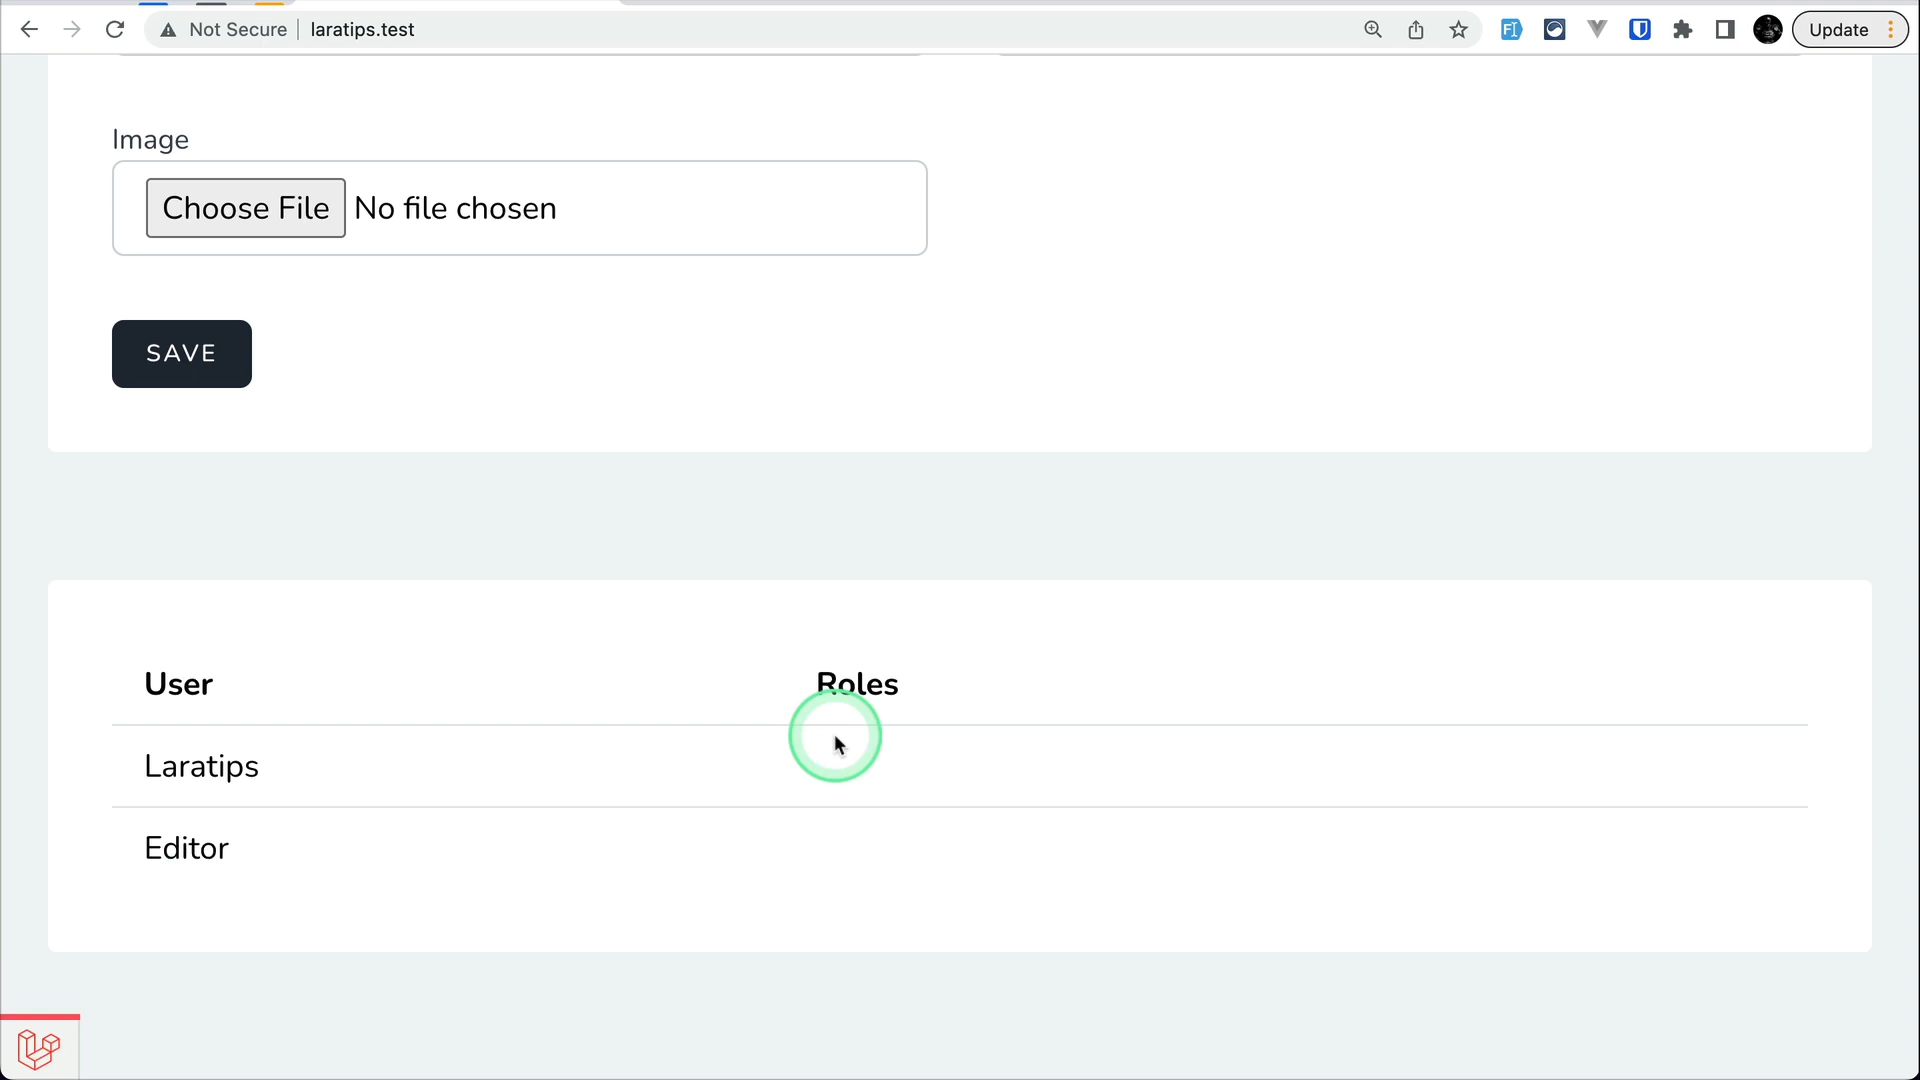 Not Secure laratips.test Update
Image
Choose File No file chosen
SAVE
User Roles
Laratips
Editor